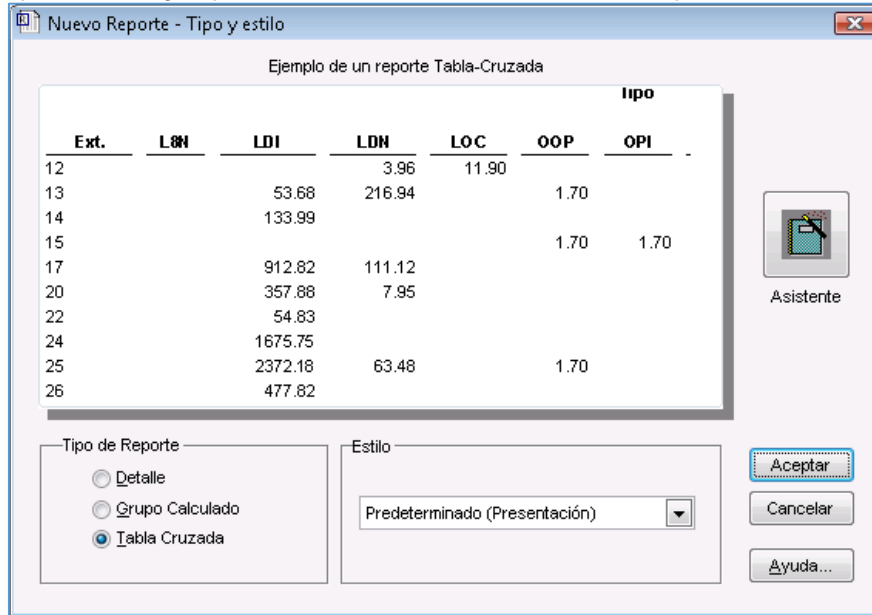 Nuevo Reporte - Tipo y estilo
Ejemplo de un reporte Tabla-Cruzada
Tipo
Ext. L8N LDI LDN LOC OOP OPI -
12 3.96 11.90
13 53.68 216.94 1.70
14 133.99
15 1.70 1.70
17 912.82 111.12
20 357.88 7.95
22 54.83
24 1675.75
25 2372.18 63.48 1.70
26 477.82
Asistente
Tipo de Reporte
Detalle
Grupo Calculado
Tabla Cruzada
Estilo
Predeterminado (Presentación)
Aceptar
Cancelar
Ayuda...